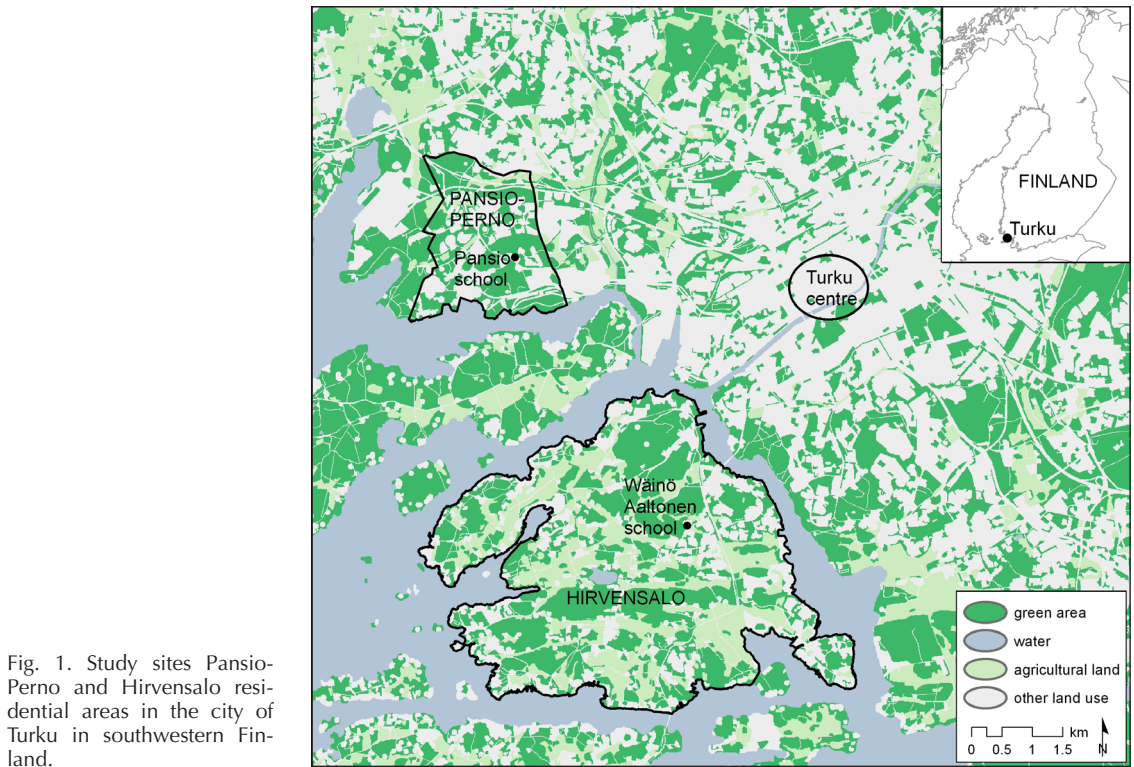 FINLAND
Turku
PANSIO-
PERNO
Pansio
school
Turku
centre
Wäinö
Aaltonen
school
HIRVENSALO
green area
water
agricultural land
other land use
km
0 0.5 1 1.5
N
Fig. 1. Study sites Pansio-
Perno and Hirvensalo resi-
dential areas in the city of
Turku in southwestern Fin-
land.